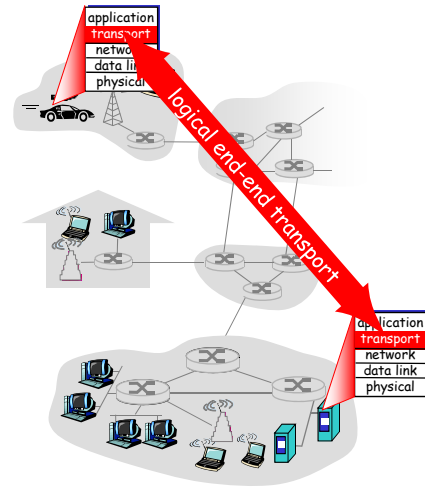 application
transport
network
data link
physical
logical end-end transport
application
transport
network
data link
physical